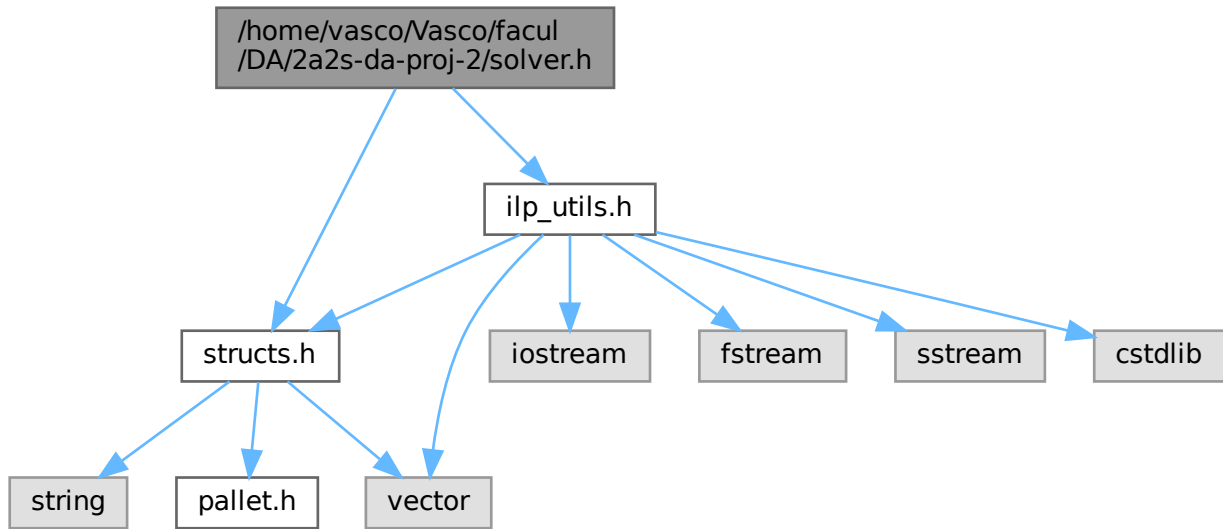 /home/vasco/Vasco/facul
/DA/2a2s-da-proj-2/solver.h
ilp_utils.h
structs.h
iostream
fstream
sstream
cstdlib
string
pallet.h
vector